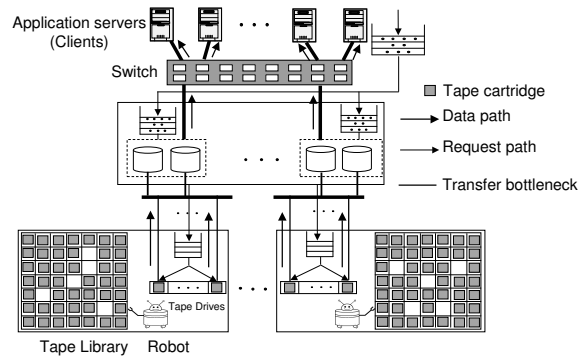 Application servers
(Clients)
Switch
Tape cartridge
Data path
Request path
Transfer bottleneck
Tape Drives
Tape Library
Robot